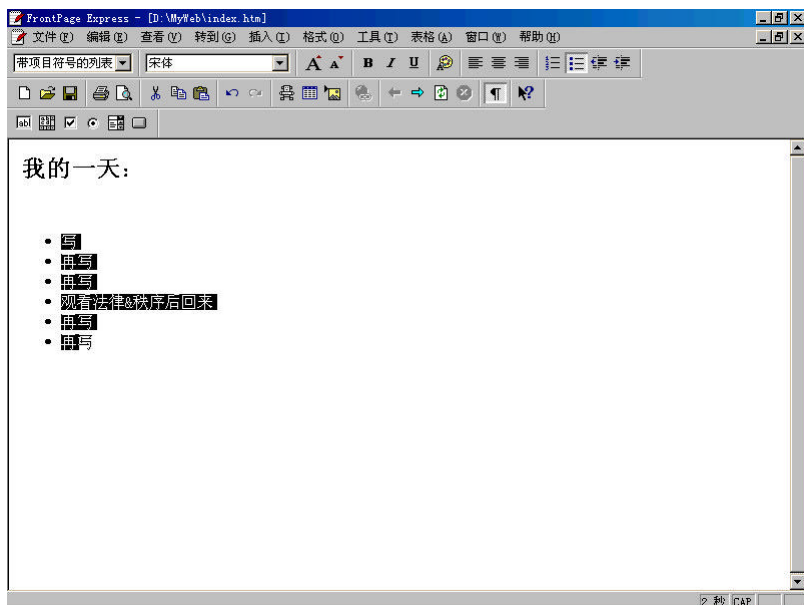 FrontPage Express - [D:\MyWeb\index.htm]
文件(F) 编辑(E) 查看(V) 转到(G) 插入(I) 格式(O) 工具(T) 表格(A) 窗口(W) 帮助(H)
带项目符号的列表 宋体 A A B I U
abl
我的一天:
• 写
• 再写
• 再写
• 观看法律&秩序后回来
• 再写
• 再写
2 秒 CAP